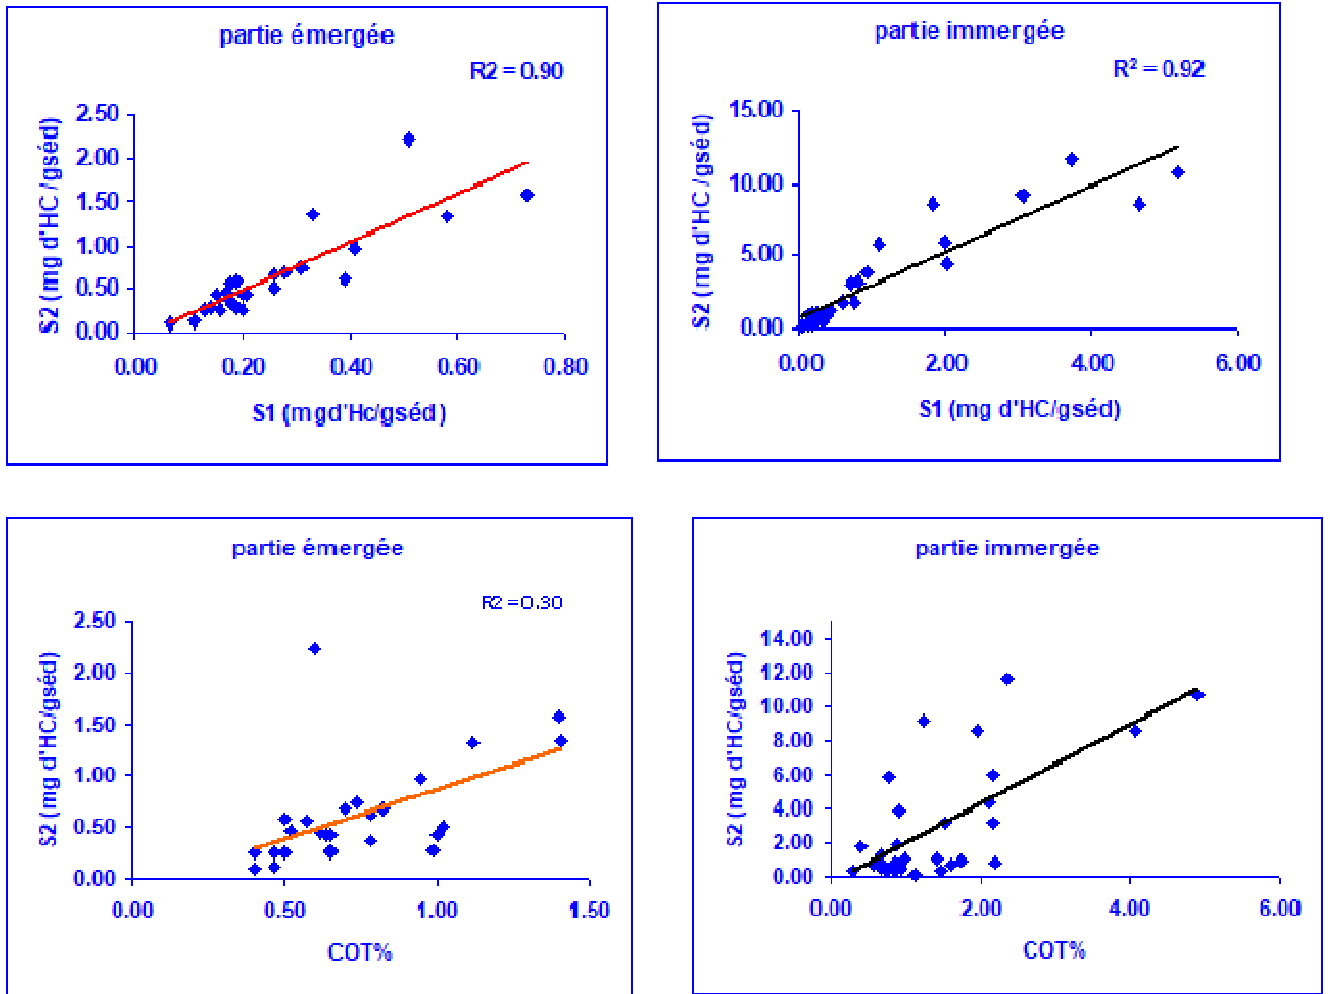 partie émergée
R2 = 0.90
2.50
2.00
1.50
1.00
0.50
0.00
S2 (mg d'HC /gséd)
0.00 0.20 0.40 0.60 0.80
S1 (mgd'Hc/gséd)
partie immergée
R² = 0.92
15.00
10.00
5.00
0.00
S2 (mg d'HC /gséd)
0.00 2.00 4.00 6.00
S1 (mg d'HC/gséd)
partie émergée
R2 = 0.30
2.50
2.00
1.50
1.00
0.50
0.00
S2 (mg d'HC/gséd)
0.00 0.50 1.00 1.50
COT%
partie immergée
14.00
12.00
10.00
8.00
6.00
4.00
2.00
0.00
S2 (mg d'HC/gséd)
0.00 2.00 4.00 6.00
COT%